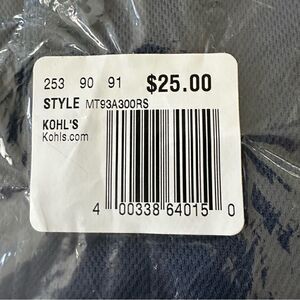 253 90 91 $25.00
STYLE MT93A300RS
KOHL'S
Kohls.com
4 00338 64015 0